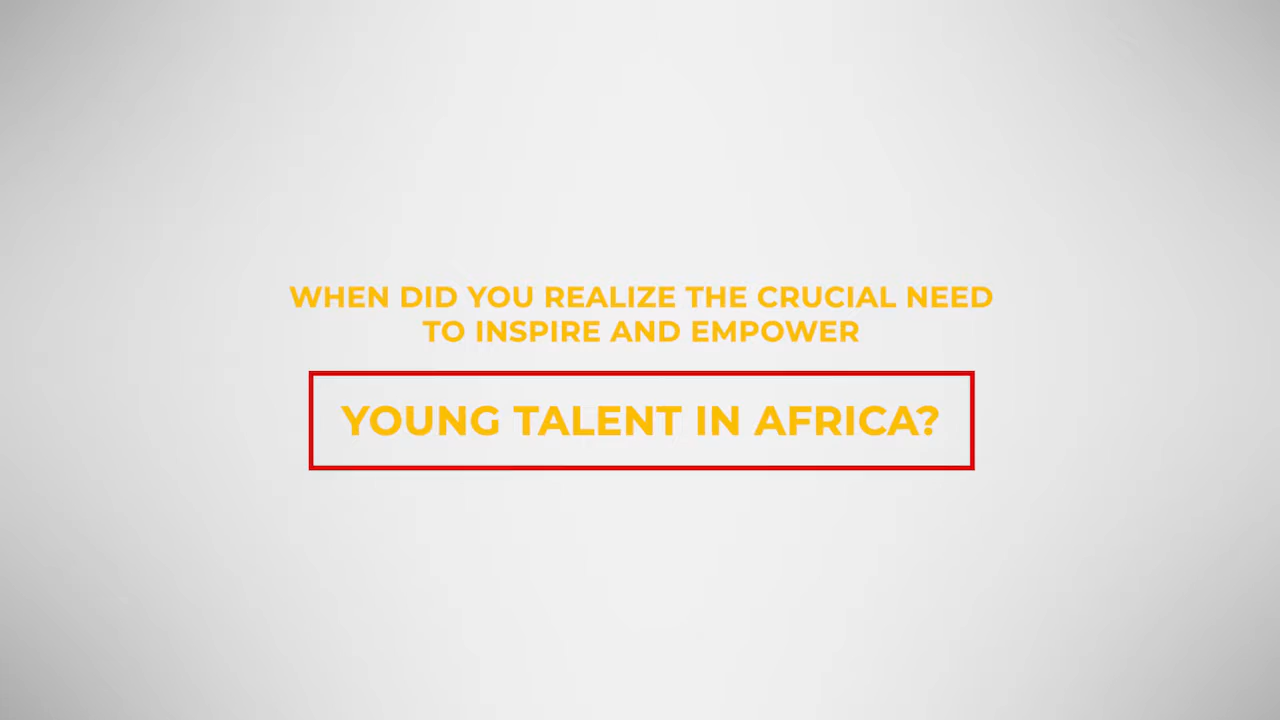 WHEN DID YOU REALIZE THE CRUCIAL NEED
TO INSPIRE AND EMPOWER
YOUNG TALENT IN AFRICA?